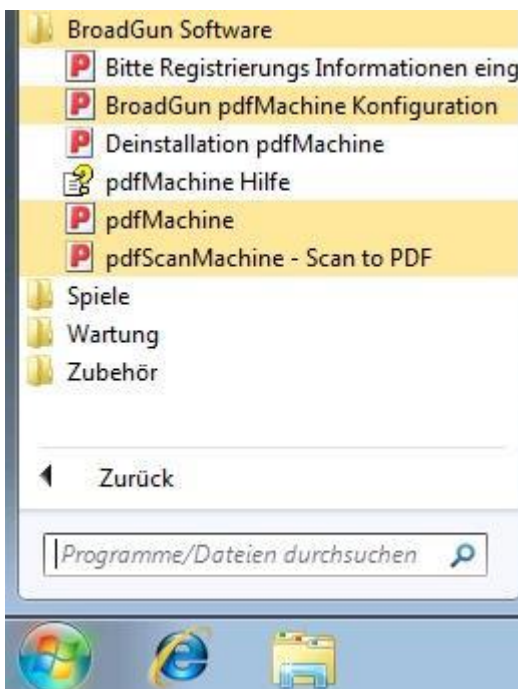 BroadGun Software
Bitte Registrierungs Informationen eing
BroadGun pdfMachine Konfiguration
Deinstallation pdfMachine
pdfMachine Hilfe
pdfMachine
pdfScanMachine - Scan to PDF
Spiele
Wartung
Zubehör
Zurück
Programme/Dateien durchsuchen